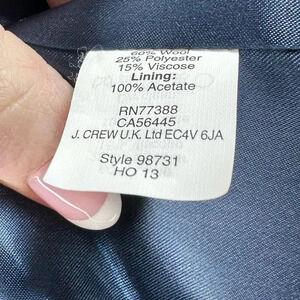 60% Wool
25% Polyester
15% Viscose
Lining:
100% Acetate
RN77388
CA56445
J. CREW U.K. Ltd EC4V 6JA
Style 98731
HO 13